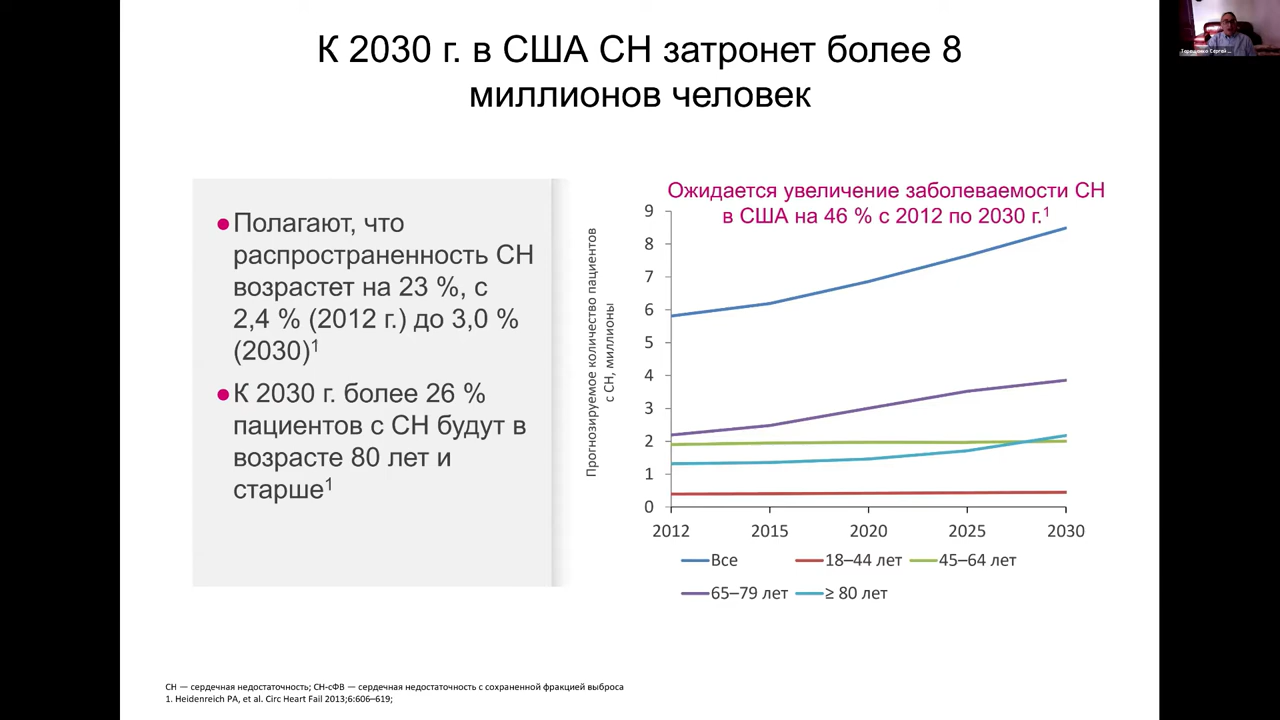 К 2030 г. в США СН затронет более 8
миллионов человек
Терещенко Сергей ...
●Полагают, что
распространенность СН
возрастет на 23 %, с
2,4 % (2012 г.) до 3,0 %
(2030)¹
●К 2030 г. более 26 %
пациентов с СН будут в
возрасте 80 лет и
старше¹
Ожидается увеличение заболеваемости СН
в США на 46 % с 2012 по 2030 г.¹
Прогнозируемое количество пациентов
с СН, миллионы
9
8
7
6
5
4
3
2
1
0
2012 2015 2020 2025 2030
Все 18–44 лет 45–64 лет
65–79 лет ≥ 80 лет
СН — сердечная недостаточность; СН-сФВ — сердечная недостаточность с сохраненной фракцией выброса
1. Heidenreich PA, et al. Circ Heart Fail 2013;6:606–619;